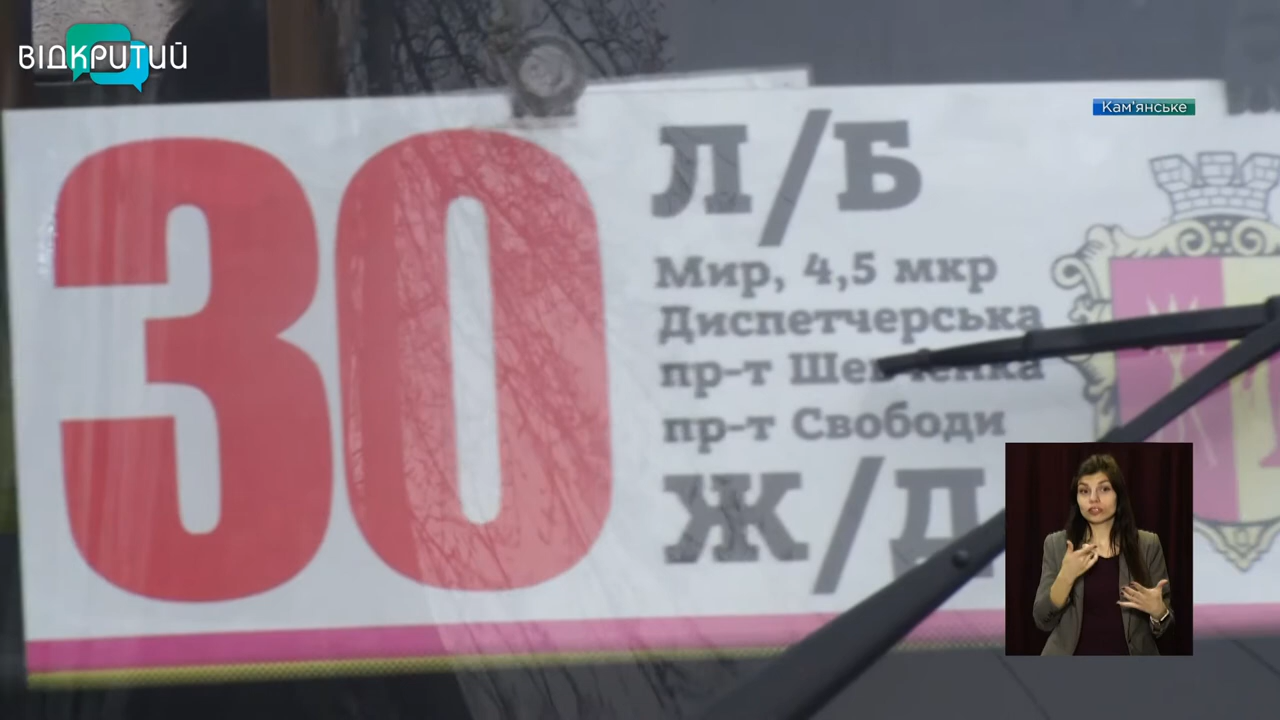 ВІДКРИТИЙ
Кам'янське
30
Л/Б
Мир, 4,5 мкр
Диспетчерська
пр-т Шевченка
пр-т Свободи
Ж/Д